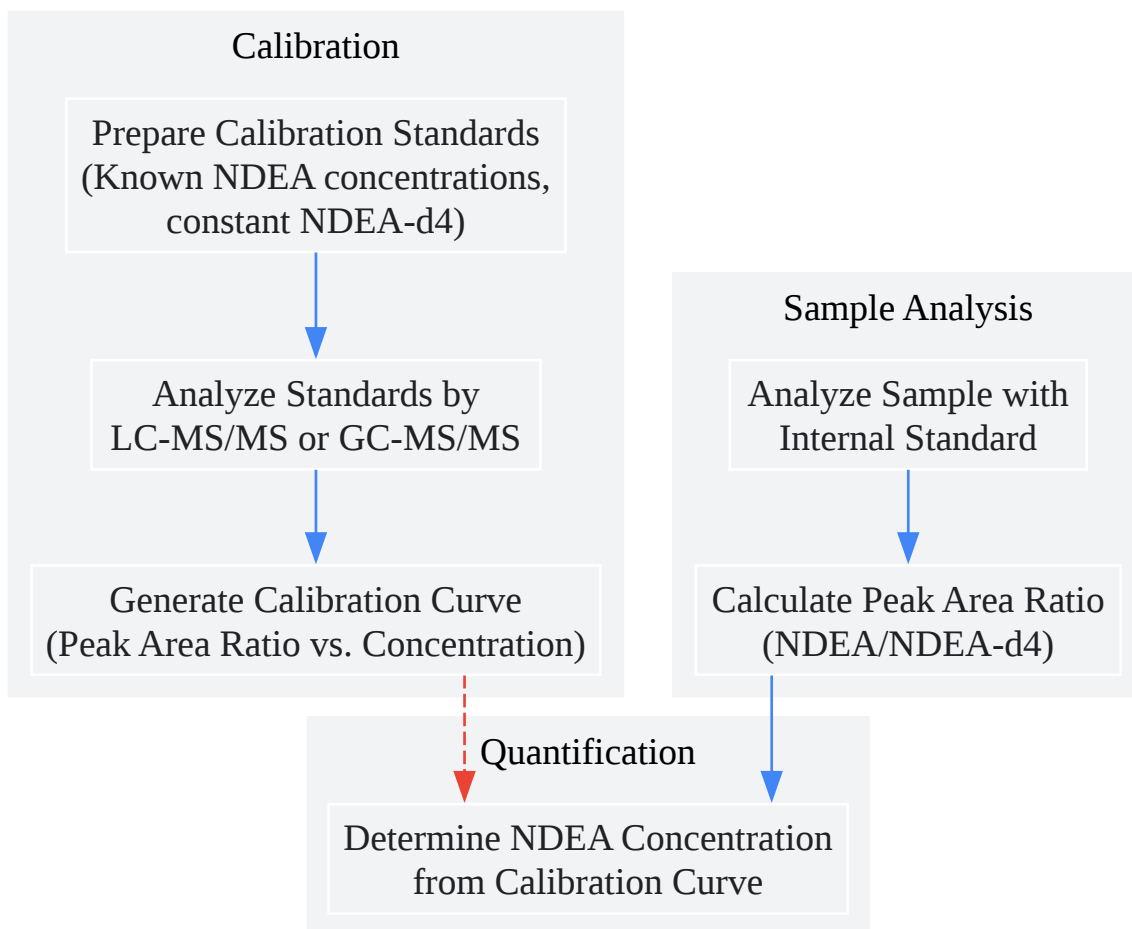 Calibration
Prepare Calibration Standards
(Known NDEA concentrations,
constant NDEA-d4)
Analyze Standards by
LC-MS/MS or GC-MS/MS
Generate Calibration Curve
(Peak Area Ratio vs. Concentration)
Sample Analysis
Analyze Sample with
Internal Standard
Calculate Peak Area Ratio
(NDEA/NDEA-d4)
Quantification
Determine NDEA Concentration
from Calibration Curve